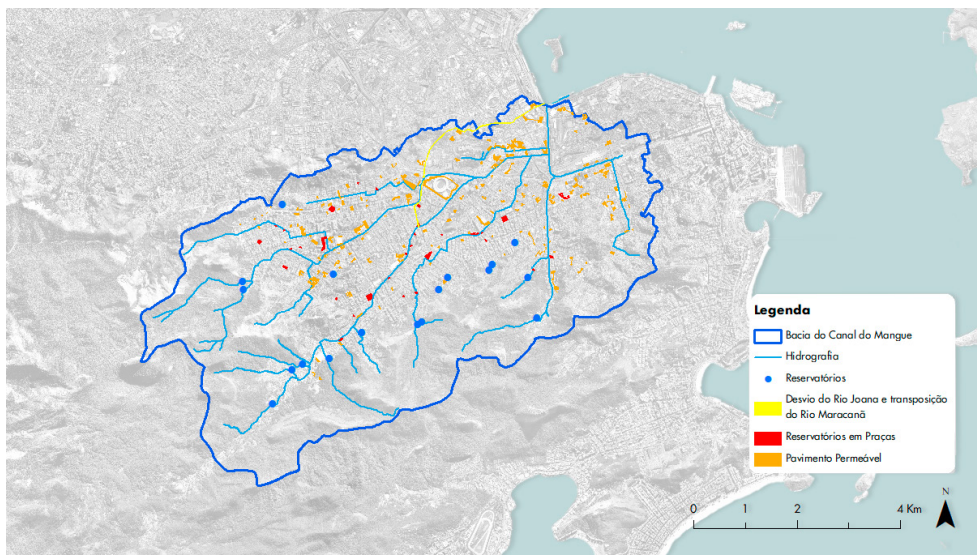 Legenda
Bacia do Canal do Mangue
Hidrografia
Reservatórios
Desvio do Rio Joana e transposição
do Rio Maracanã
Reservatórios em Praças
Pavimento Permeável
N
0 1 2 4 Km